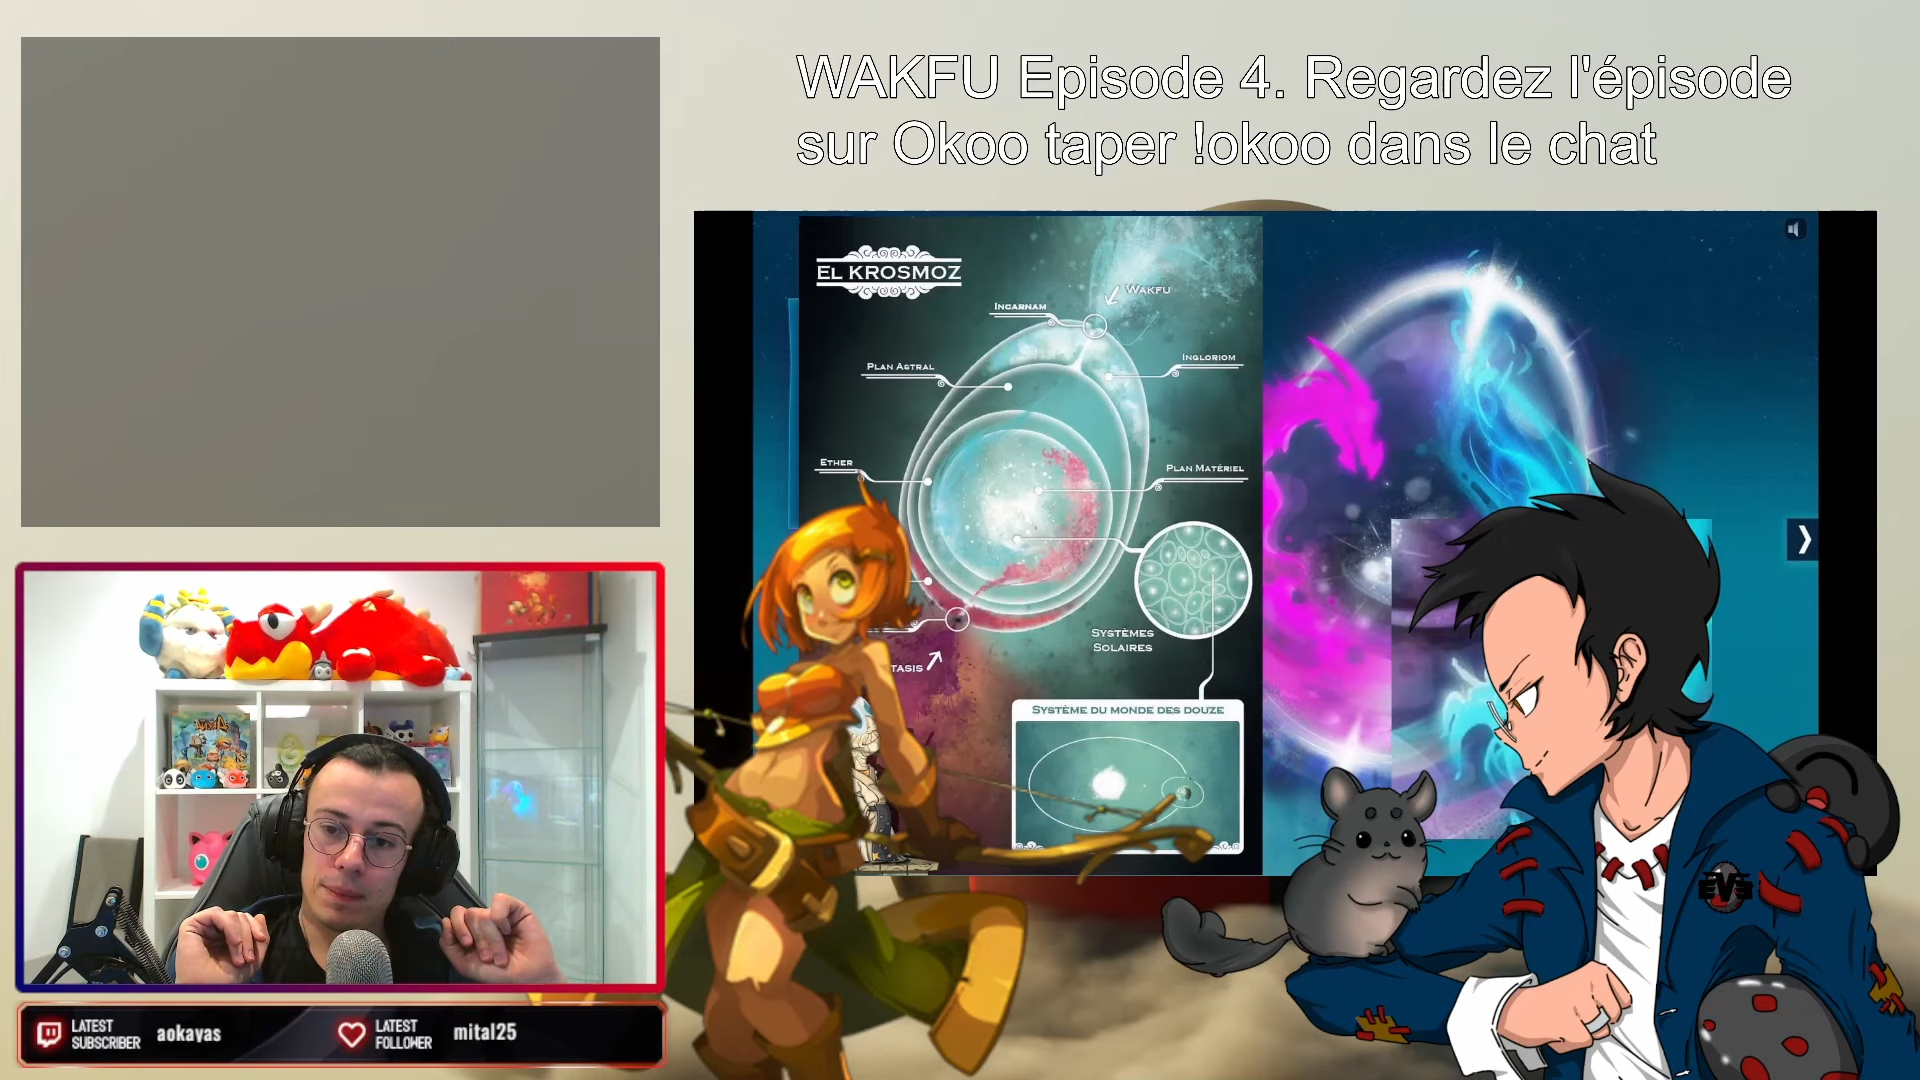 WAKFU Episode 4. Regardez l'épisode
sur Okoo taper !okoo dans le chat
EL KROSMOZ
WAKFU
INCARNAM
INGLORIOM
PLAN ASTRAL
ETHER
PLAN MATÉRIEL
SYSTÈMES
SOLAIRES
TASIS
SYSTÈME DU MONDE DES DOUZE
EVE
LATEST
SUBSCRIBER
aokayas
LATEST
FOLLOWER
mital25